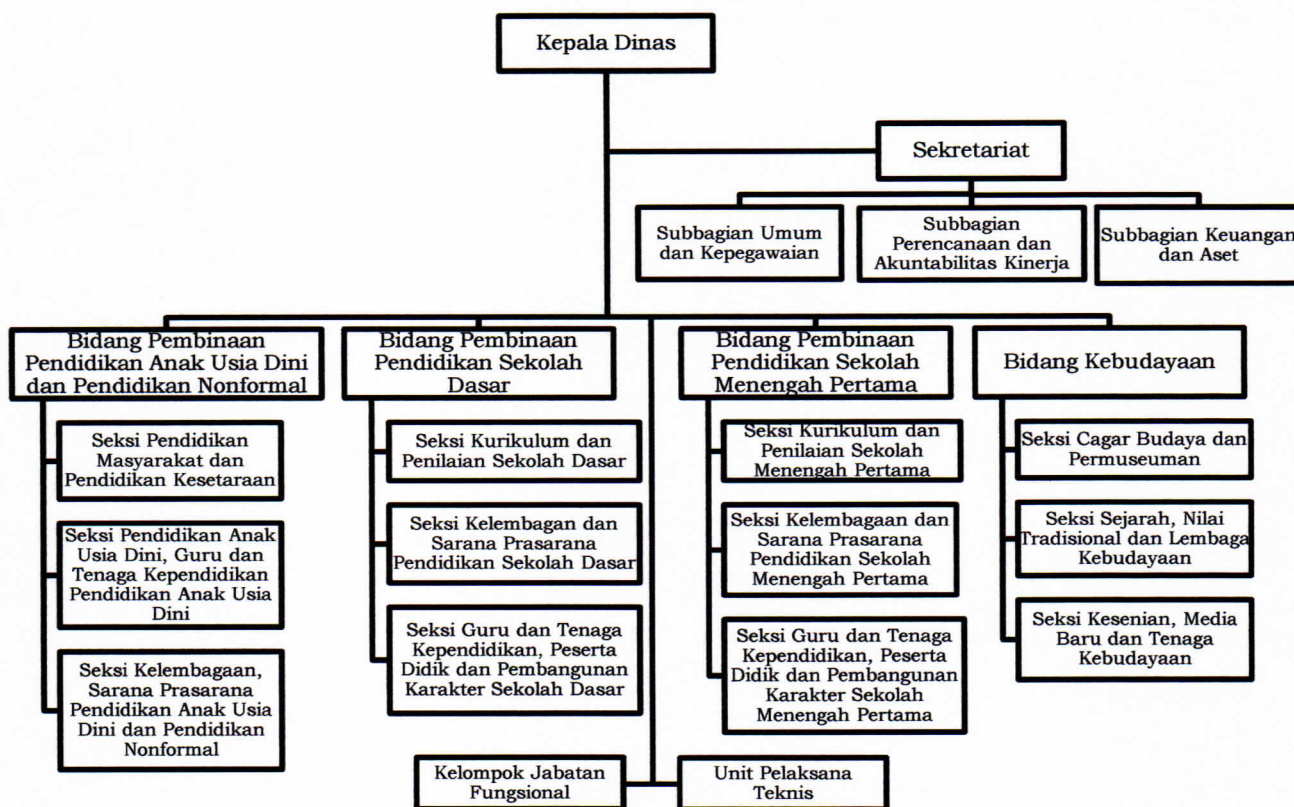 Kepala Dinas
Sekretariat
Subbagian Umum
dan Kepegawaian
Subbagian
Perencanaan dan
Akuntabilitas Kinerja
Subbagian Keuangan
dan Aset
Bidang Pembinaan
Pendidikan Anak Usia Dini
dan Pendidikan Nonformal
Seksi Pendidikan
Masyarakat dan
Pendidikan Kesetaraan
Seksi Pendidikan Anak
Usia Dini, Guru dan
Tenaga Kependidikan
Pendidikan Anak Usia
Dini
Seksi Kelembagaan,
Sarana Prasarana
Pendidikan Anak Usia
Dini dan Pendidikan
Nonformal
Bidang Pembinaan
Pendidikan Sekolah
Dasar
Seksi Kurikulum dan
Penilaian Sekolah Dasar
Seksi Kelembagan dan
Sarana Prasarana
Pendidikan Sekolah Dasar
Seksi Guru dan Tenaga
Kependidikan, Peserta
Didik dan Pembangunan
Karakter Sekolah Dasar
Bidang Pembinaan
Pendidikan Sekolah
Menengah Pertama
Seksi Kurikulum dan
Penilaian Sekolah
Menengah Pertama
Seksi Kelembagaan dan
Sarana Prasarana
Pendidikan Sekolah
Menengah Pertama
Seksi Guru dan Tenaga
Kependidikan, Peserta
Didik dan Pembangunan
Karakter Sekolah
Menengah Pertama
Bidang Kebudayaan
Seksi Cagar Budaya dan
Permuseuman
Seksi Sejarah, Nilai
Tradisional dan Lembaga
Kebudayaan
Seksi Kesenian, Media
Baru dan Tenaga
Kebudayaan
Kelompok Jabatan
Fungsional
Unit Pelaksana
Teknis